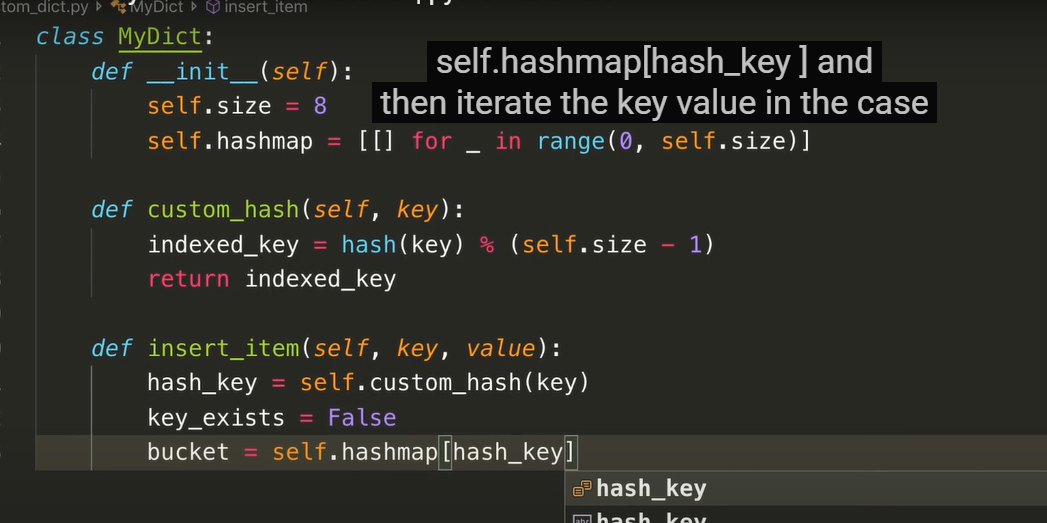 tom_dict.py MyDict insert_item
class MyDict:
self.hashmap[hash_key ] and
def __init__(self):
then iterate the key value in the case
self.size = 8
self.hashmap = [[] for _ in range(0, self.size)]
def custom_hash(self, key):
indexed_key = hash(key) % (self.size - 1)
return indexed_key
def insert_item(self, key, value):
hash_key = self.custom_hash(key)
key_exists = False
bucket = self.hashmap[hash_key]
hash_key
hash_key